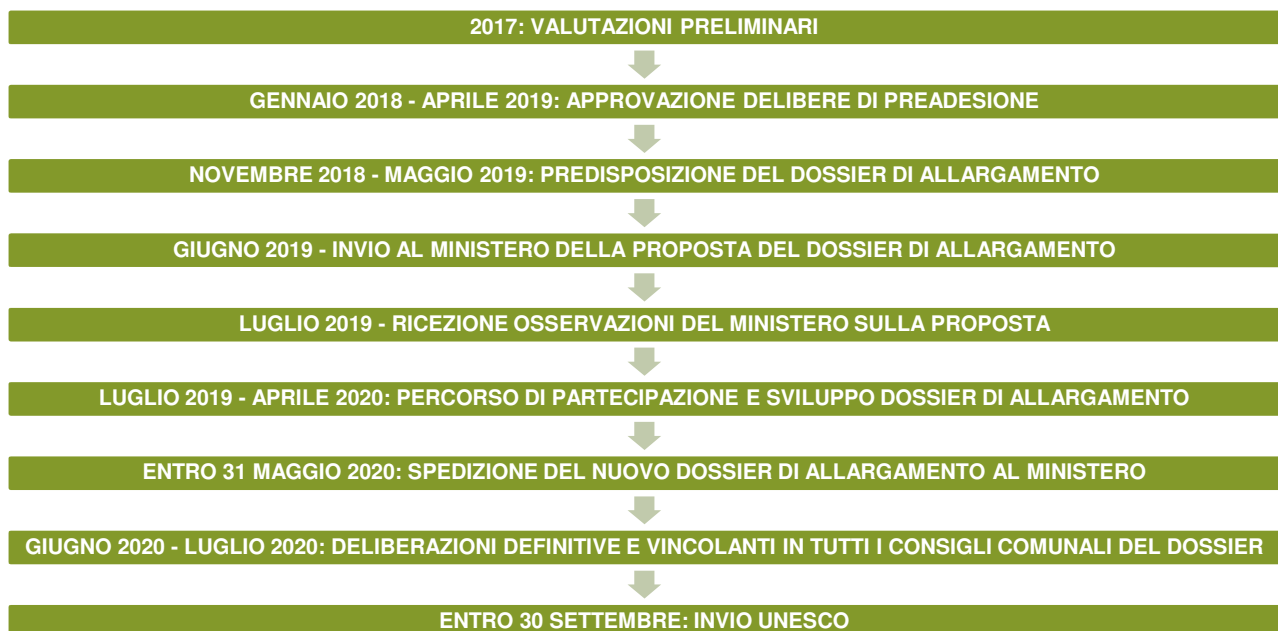 2017: VALUTAZIONI PRELIMINARI
GENNAIO 2018 - APRILE 2019: APPROVAZIONE DELIBERE DI PREADESIONE
NOVEMBRE 2018 - MAGGIO 2019: PREDISPOSIZIONE DEL DOSSIER DI ALLARGAMENTO
GIUGNO 2019 - INVIO AL MINISTERO DELLA PROPOSTA DEL DOSSIER DI ALLARGAMENTO
LUGLIO 2019 - RICEZIONE OSSERVAZIONI DEL MINISTERO SULLA PROPOSTA
LUGLIO 2019 - APRILE 2020: PERCORSO DI PARTECIPAZIONE E SVILUPPO DOSSIER DI ALLARGAMENTO
ENTRO 31 MAGGIO 2020: SPEDIZIONE DEL NUOVO DOSSIER DI ALLARGAMENTO AL MINISTERO
GIUGNO 2020 - LUGLIO 2020: DELIBERAZIONI DEFINITIVE E VINCOLANTI IN TUTTI I CONSIGLI COMUNALI DEL DOSSIER
ENTRO 30 SETTEMBRE: INVIO UNESCO